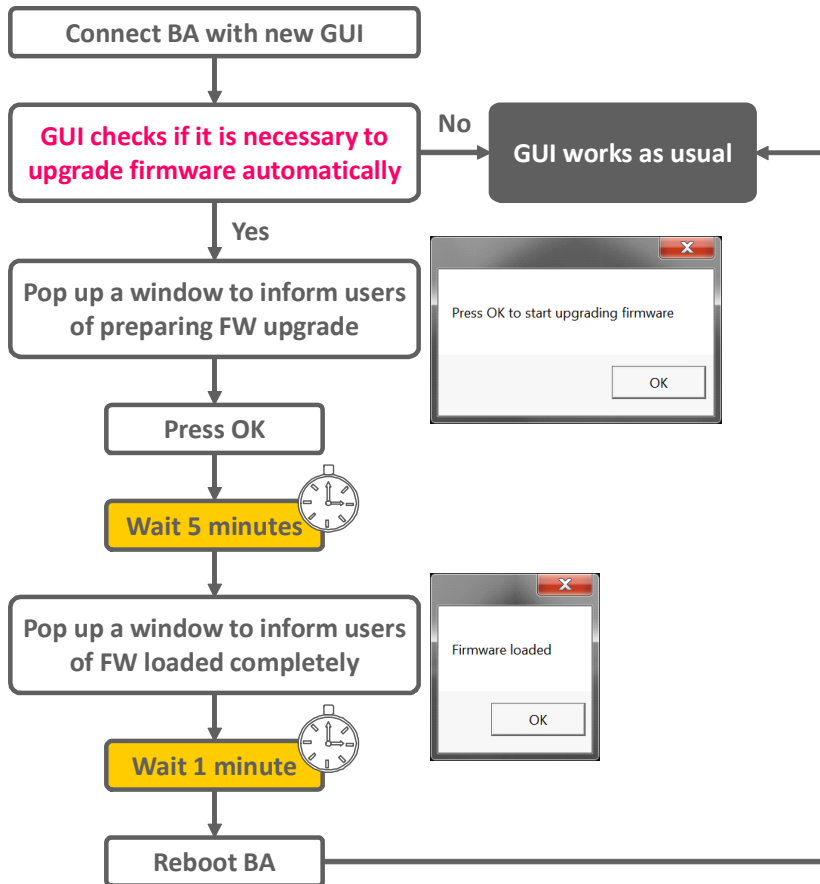 Connect BA with new GUI
GUI checks if it is necessary to
upgrade firmware automatically
No
GUI works as usual
Yes
Pop up a window to inform users
of preparing FW upgrade
X
Press OK to start upgrading firmware
OK
Press OK
Wait 5 minutes
Pop up a window to inform users
of FW loaded completely
X
Firmware loaded
OK
Wait 1 minute
Reboot BA